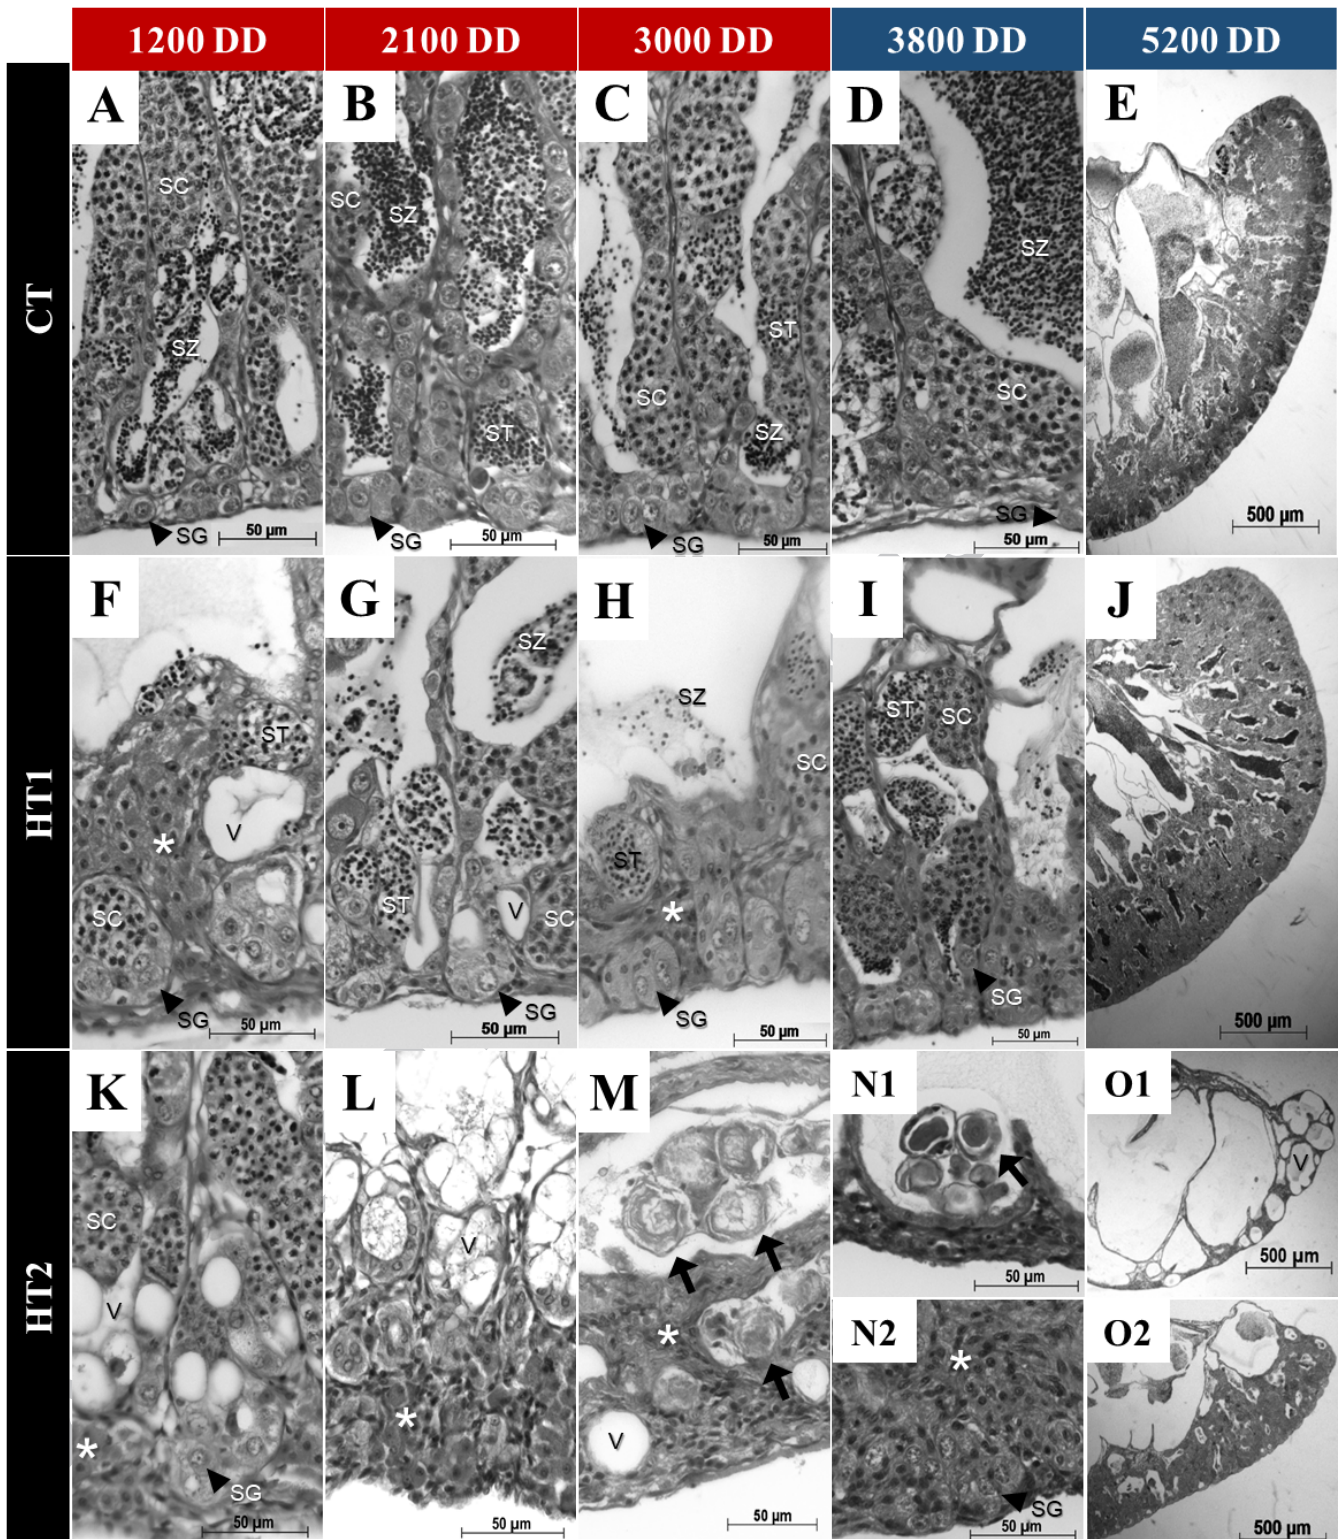 1200 DD 2100 DD 3000 DD 3800 DD 5200 DD
CT
A SC SZ SG 50 µm
B SC SZ ST SG 50 µm
C SC ST SZ SG 50 µm
D SZ SC SG 50 µm
E 500 µm
HT1
F ST V * SC SG 50 µm
G SZ ST V SC SG 50 µm
H SZ SC ST * SG 50 µm
I ST SC SG 50 µm
J 500 µm
HT2
K SC V * SG 50 µm
L V * 50 µm
M * V 50 µm
N1 50 µm
O1 V 500 µm
N2 * SG 50 µm
O2 500 µm